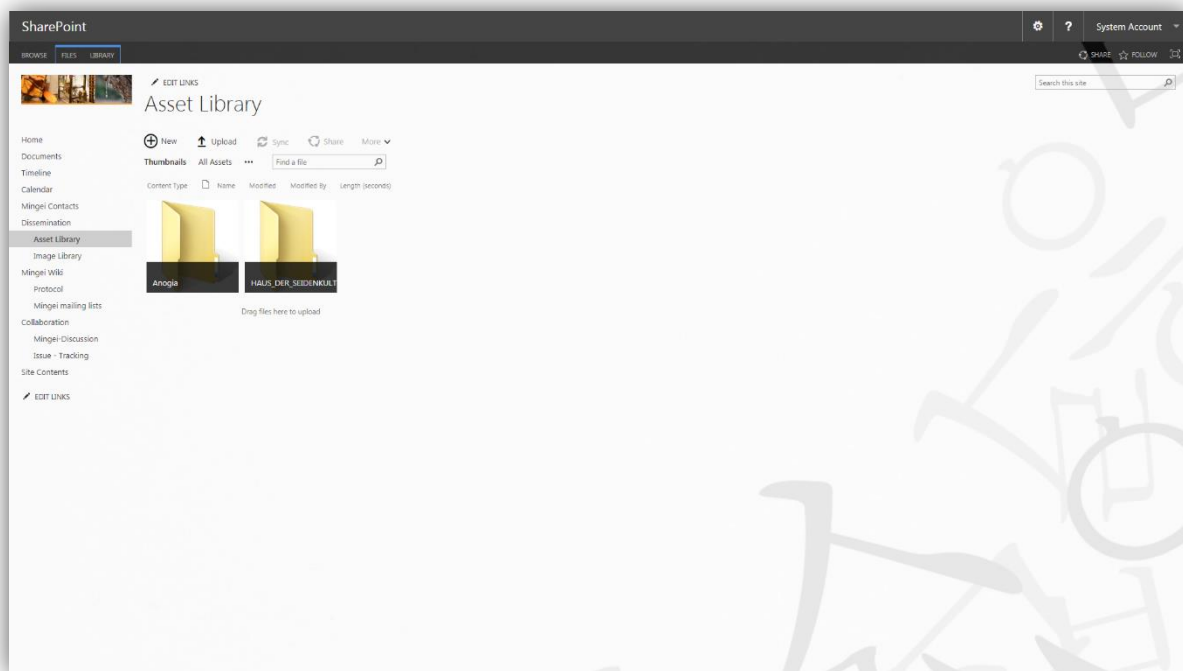 SharePoint
? System Account
BROWSE FILES LIBRARY
SHARE FOLLOW
EDIT LINKS
Search this site
Asset Library
Home
Documents
Timeline
Calendar
Mingei Contacts
Dissemination
Asset Library
Image Library
Mingei Wiki
Protocol
Mingei mailing lists
Collaboration
Mingei-Discussion
Issue - Tracking
Site Contents
EDIT LINKS
New Upload Sync Share More
Thumbnails All Assets ••• Find a file
Content Type Name Modified Modified By Length (seconds)
Anogia HAUS_DER_SEIDENKULT
Drag files here to upload